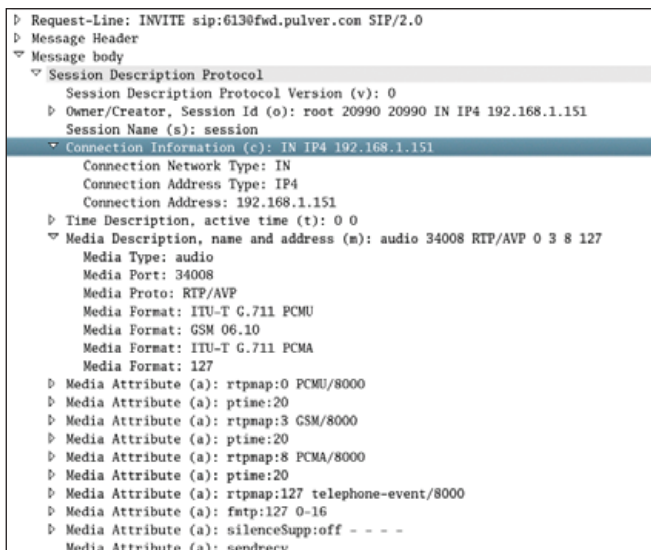 Request-Line: INVITE sip:613@fwd.pulver.com SIP/2.0
Message Header
Message body
Session Description Protocol
Session Description Protocol Version (v): 0
Owner/Creator, Session Id (o): root 20990 20990 IN IP4 192.168.1.151
Session Name (s): session
Connection Information (c): IN IP4 192.168.1.151
Connection Network Type: IN
Connection Address Type: IP4
Connection Address: 192.168.1.151
Time Description, active time (t): 0 0
Media Description, name and address (m): audio 34008 RTP/AVP 0 3 8 127
Media Type: audio
Media Port: 34008
Media Proto: RTP/AVP
Media Format: ITU-T G.711 PCMU
Media Format: GSM 06.10
Media Format: ITU-T G.711 PCMA
Media Format: 127
Media Attribute (a): rtpmap:0 PCMU/8000
Media Attribute (a): ptime:20
Media Attribute (a): rtpmap:3 GSM/8000
Media Attribute (a): ptime:20
Media Attribute (a): rtpmap:8 PCMA/8000
Media Attribute (a): ptime:20
Media Attribute (a): rtpmap:127 telephone-event/8000
Media Attribute (a): fmtp:127 0-16
Media Attribute (a): silenceSupp:off - - - -
Media Attribute (a): sendrecv